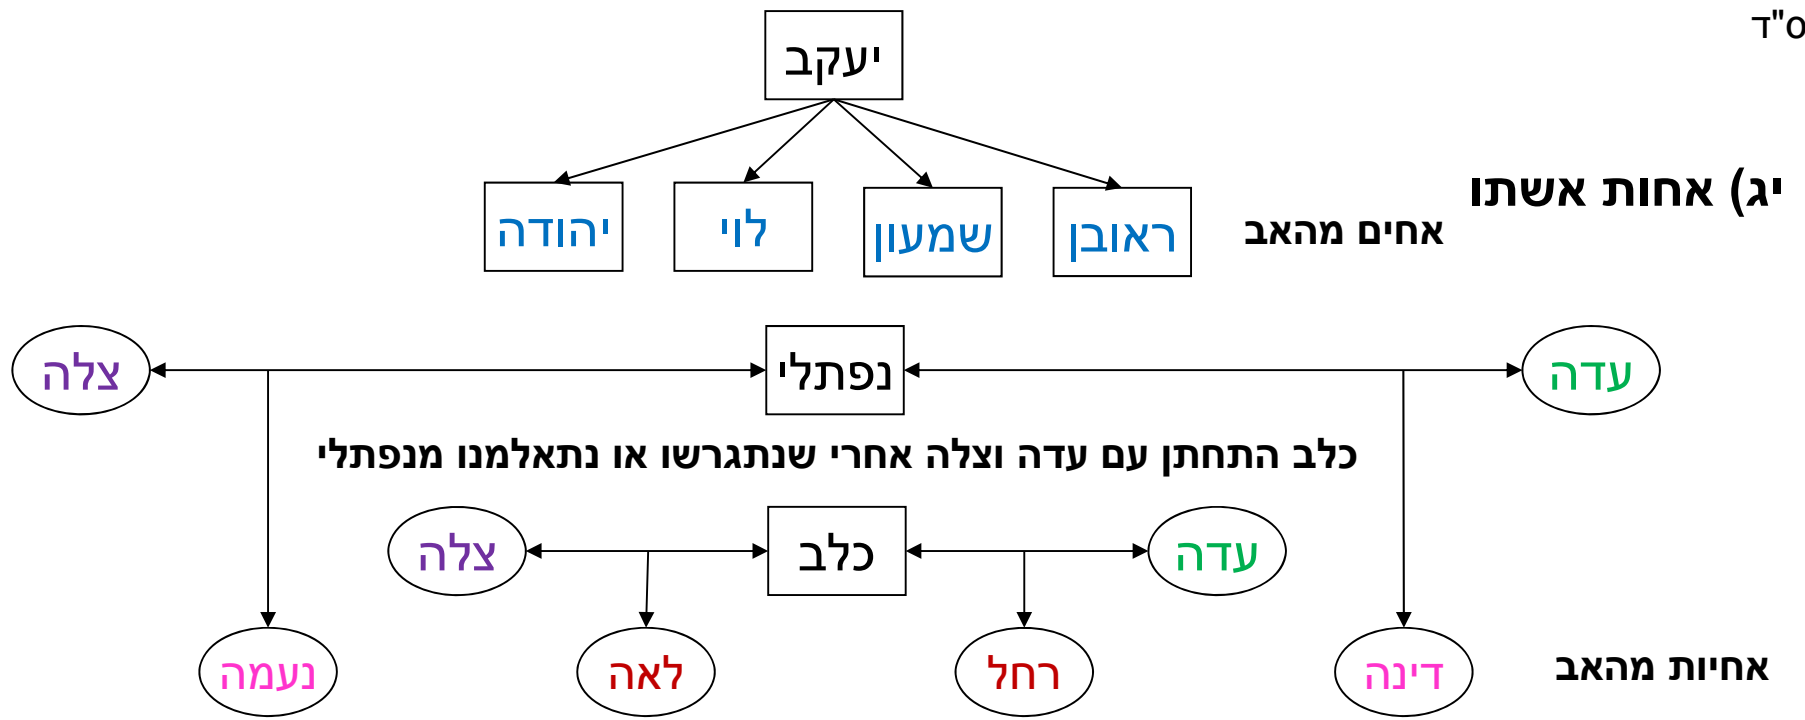 ס"ד
יעקב
יג) אחות אשתו
אחים מהאב
ראובן שמעון לוי יהודה
עדה נפתלי צלה
כלב התחתן עם עדה וצלה אחרי שנתגרשו או נתאלמנו מנפתלי
עדה כלב צלה
אחיות מהאב
דינה רחל לאה נעמה